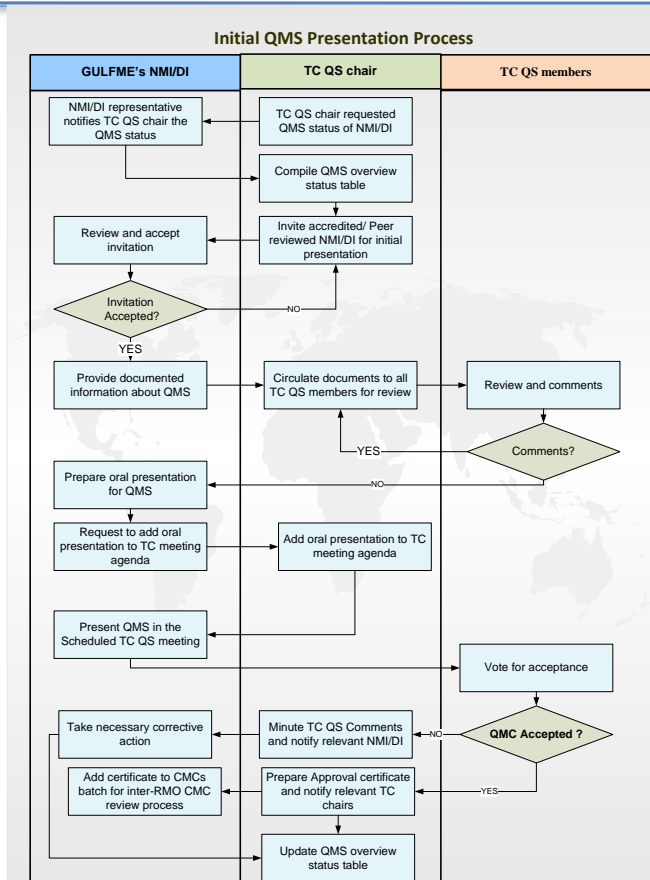 Initial QMS Presentation Process
GULFME's NMI/DI
TC QS chair
TC QS members
NMI/DI representative
notifies TC QS chair the
QMS status
TC QS chair requested
QMS status of NMI/DI
Compile QMS overview
status table
Review and accept
invitation
Invite accredited/ Peer
reviewed NMI/DI for initial
presentation
Invitation
Accepted?
NO
YES
Provide documented
information about QMS
Circulate documents to all
TC QS members for review
Review and comments
Comments?
YES
NO
Prepare oral presentation
for QMS
Request to add oral
presentation to TC meeting
agenda
Add oral presentation to TC
meeting agenda
Present QMS in the
Scheduled TC QS meeting
Vote for acceptance
QMC Accepted ?
NO
Minute TC QS Comments
and notify relevant NMI/DI
Take necessary corrective
action
YES
Prepare Approval certificate
and notify relevant TC
chairs
Add certificate to CMCs
batch for inter-RMO CMC
review process
Update QMS overview
status table